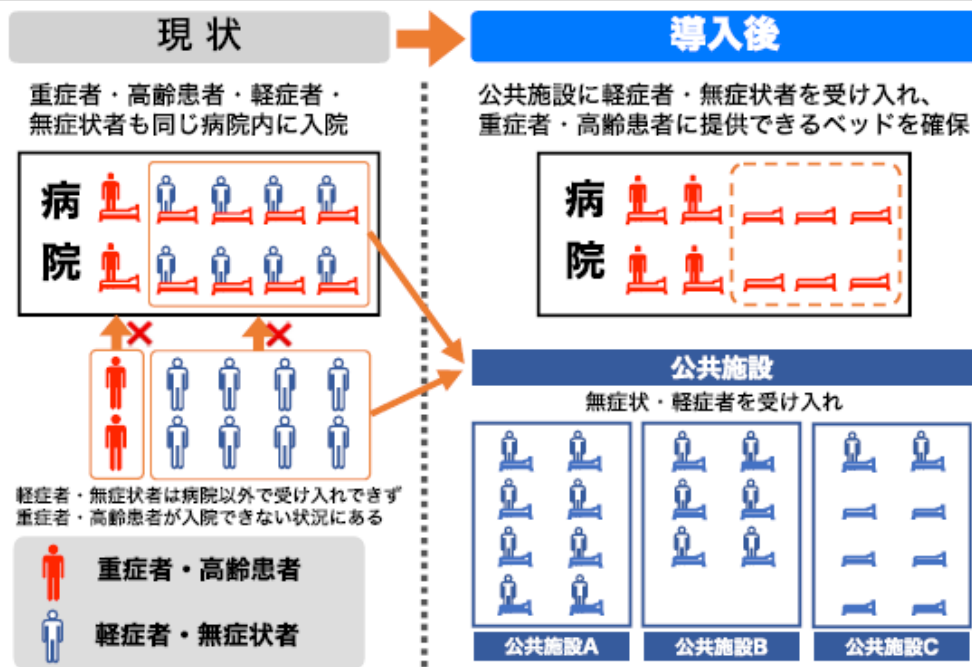 現状
導入後
重症者・高齢患者・軽症者・
無症状者も同じ病院内に入院
病
院
軽症者・無症状者は病院以外で受け入れできず
重症者・高齢患者が入院できない状況にある
重症者・高齢患者
軽症者・無症状者
公共施設に軽症者・無症状者を受け入れ、
重症者・高齢患者に提供できるベッドを確保
病
院
公共施設
無症状・軽症者を受け入れ
公共施設A
公共施設B
公共施設C